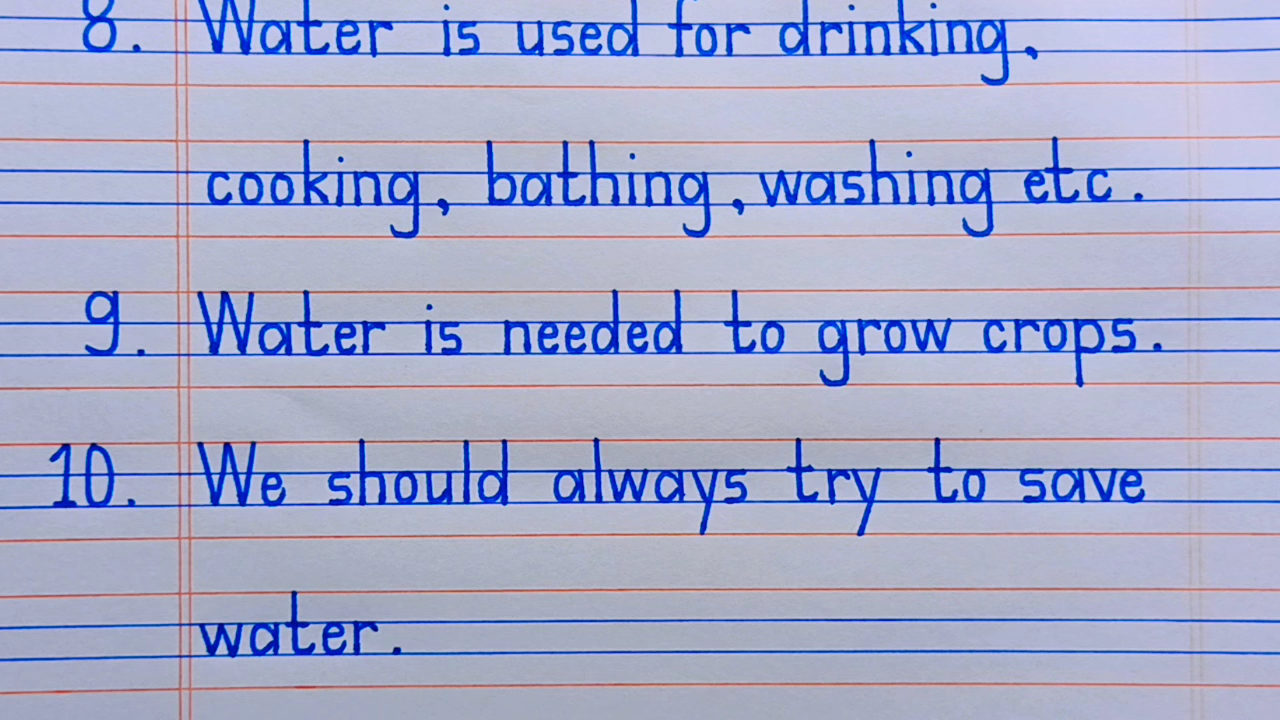 8. Water is used for drinking,
cooking, bathing, washing etc.
9. Water is needed to grow crops.
10. We should always try to save
water.